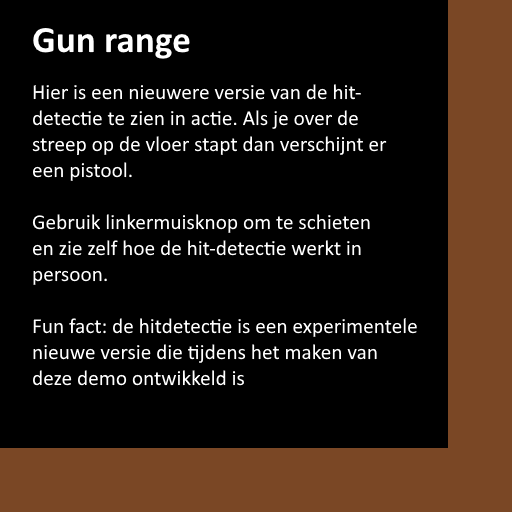 Gun range
Hier is een nieuwere versie van de hit-
detectie te zien in actie. Als je over de
streep op de vloer stapt dan verschijnt er
een pistool.
Gebruik linkermuisknop om te schieten
en zie zelf hoe de hit-detectie werkt in
persoon.
Fun fact: de hitdetectie is een experimentele
nieuwe versie die tijdens het maken van
deze demo ontwikkeld is